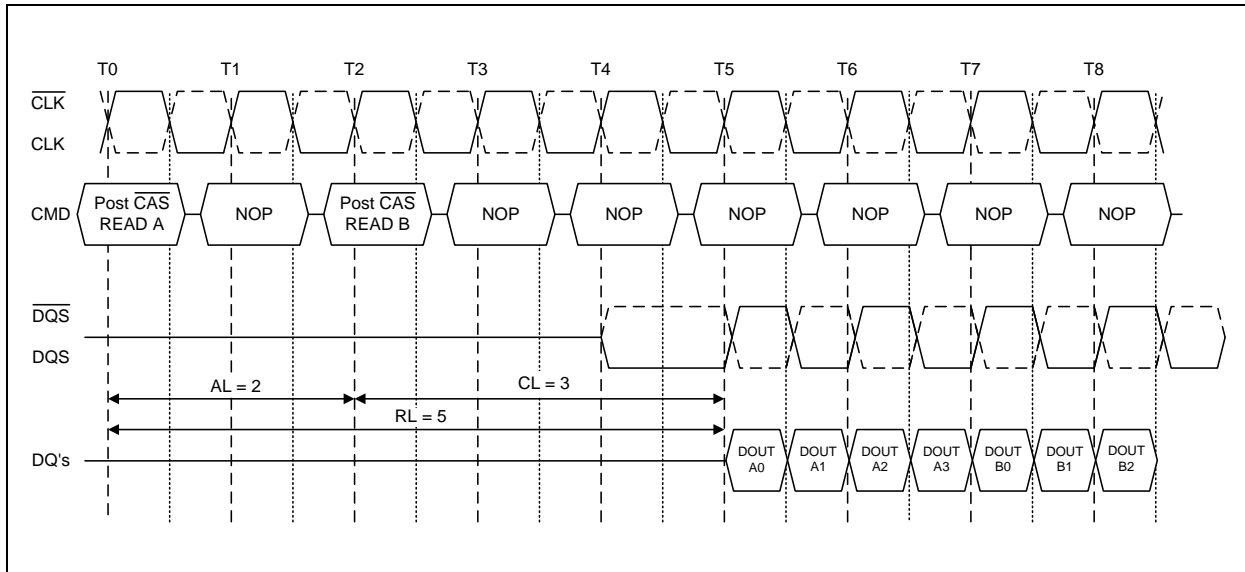 T0 T1 T2 T3 T4 T5 T6 T7 T8
CLK
CLK
CMD
Post CAS
READ A
NOP
Post CAS
READ B
NOP
NOP
NOP
NOP
NOP
NOP
DQS
DQS
AL = 2
CL = 3
RL = 5
DQ's
DOUT
A0
DOUT
A1
DOUT
A2
DOUT
A3
DOUT
B0
DOUT
B1
DOUT
B2